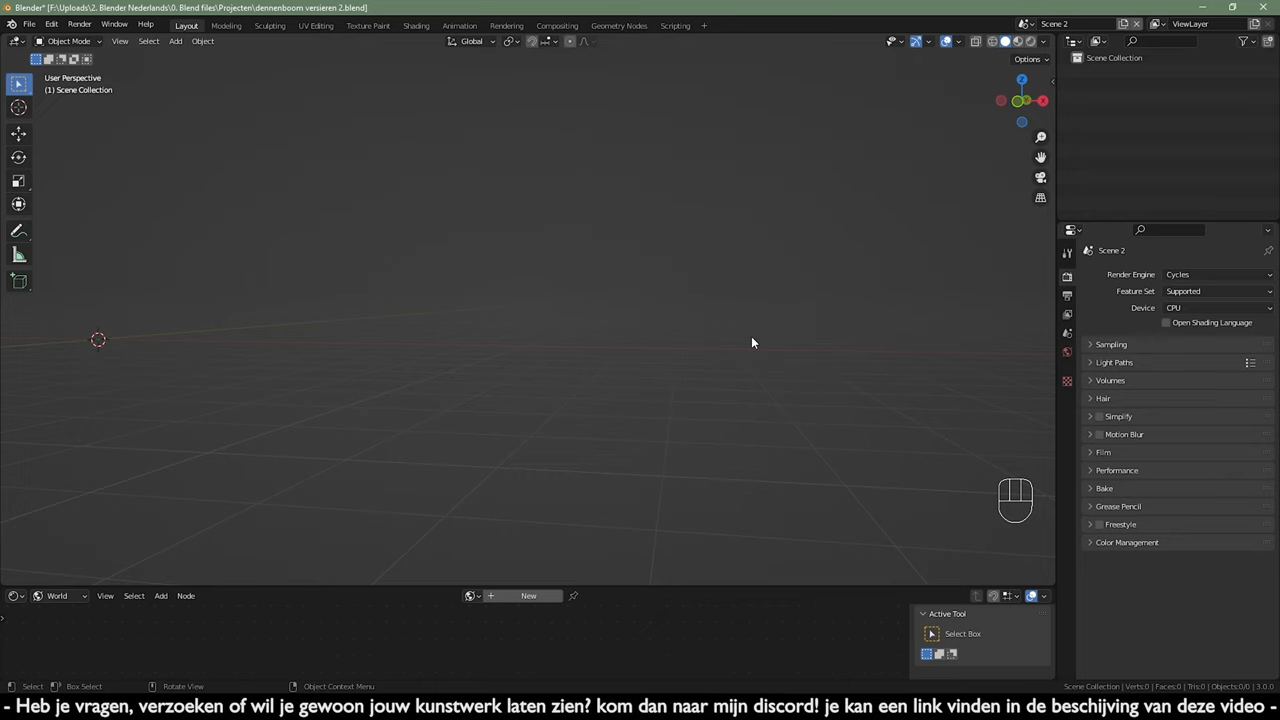 Blender* [F:\Uploads\2. Blender Nederlands\0. Blend files\Projecten\dennenboom versieren 2.blend]
File Edit Render Window Help Layout Modeling Sculpting UV Editing Texture Paint Shading Animation Rendering Compositing Geometry Nodes Scripting + Scene 2 ViewLayer
Object Mode View Select Add Object Global
Options
User Perspective
(1) Scene Collection
Z
Y
X
Scene Collection
Scene 2
Render Engine Cycles
Feature Set Supported
Device CPU
Open Shading Language
Sampling
Light Paths
Volumes
Hair
Simplify
Motion Blur
Film
Performance
Bake
Grease Pencil
Freestyle
Color Management
World View Select Add Node + New
Active Tool
Select Box
Select Box Select Rotate View Object Context Menu Scene Collection | Verts:0 | Faces:0 | Tris:0 | Objects:0/0 | 3.0.0
- Heb je vragen, verzoeken of wil je gewoon jouw kunstwerk laten zien? kom dan naar mijn discord! je kan een link vinden in de beschijving van deze video -